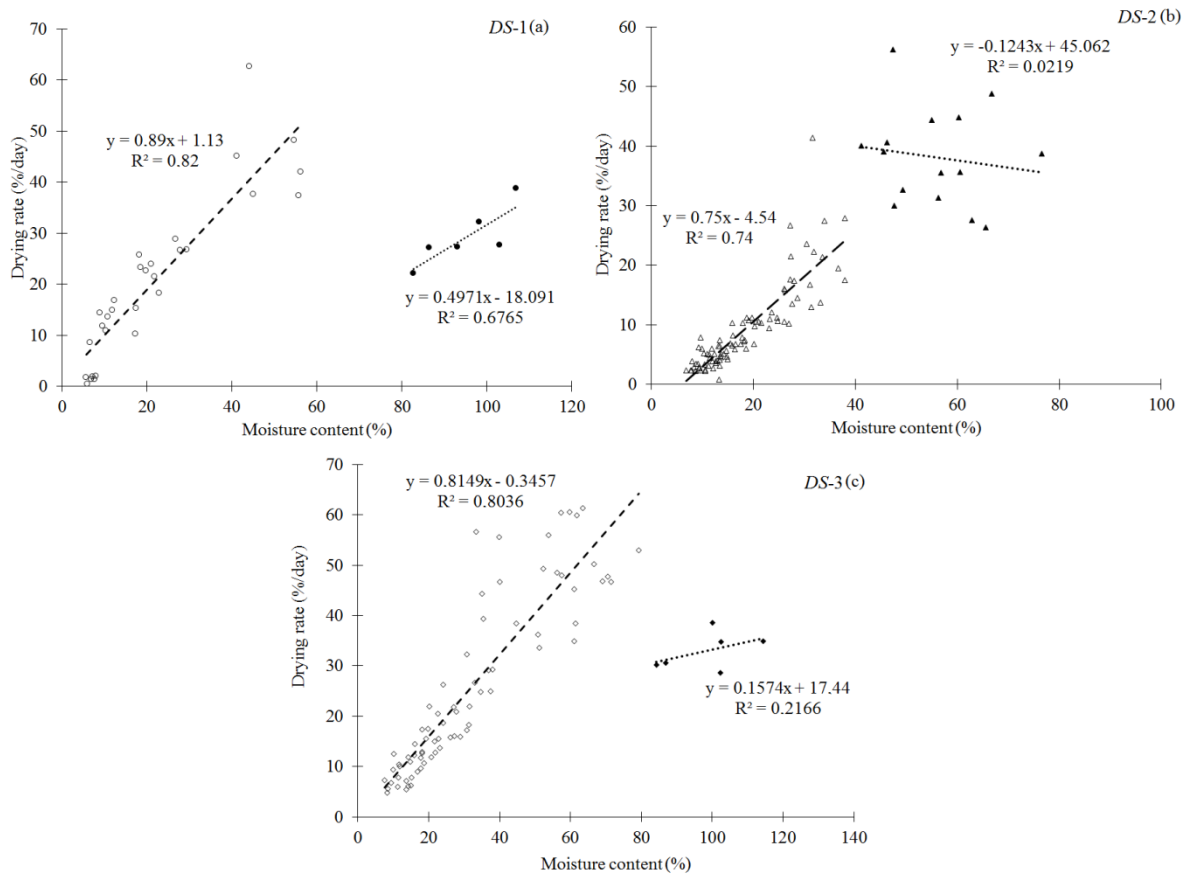 DS-1 (a)
70
60
50
40
30
20
10
0
Drying rate (%/day)
y = 0.89x + 1.13
R² = 0.82
y = 0.4971x - 18.091
R² = 0.6765
0 20 40 60 80 100 120
Moisture content (%)
DS-2 (b)
60
50
40
30
20
10
0
Drying rate (%/day)
y = -0.1243x + 45.062
R² = 0.0219
y = 0.75x - 4.54
R² = 0.74
0 20 40 60 80 100
Moisture content (%)
DS-3 (c)
70
60
50
40
30
20
10
0
Drying rate (%/day)
y = 0.8149x - 0.3457
R² = 0.8036
y = 0.1574x + 17.44
R² = 0.2166
0 20 40 60 80 100 120 140
Moisture content (%)